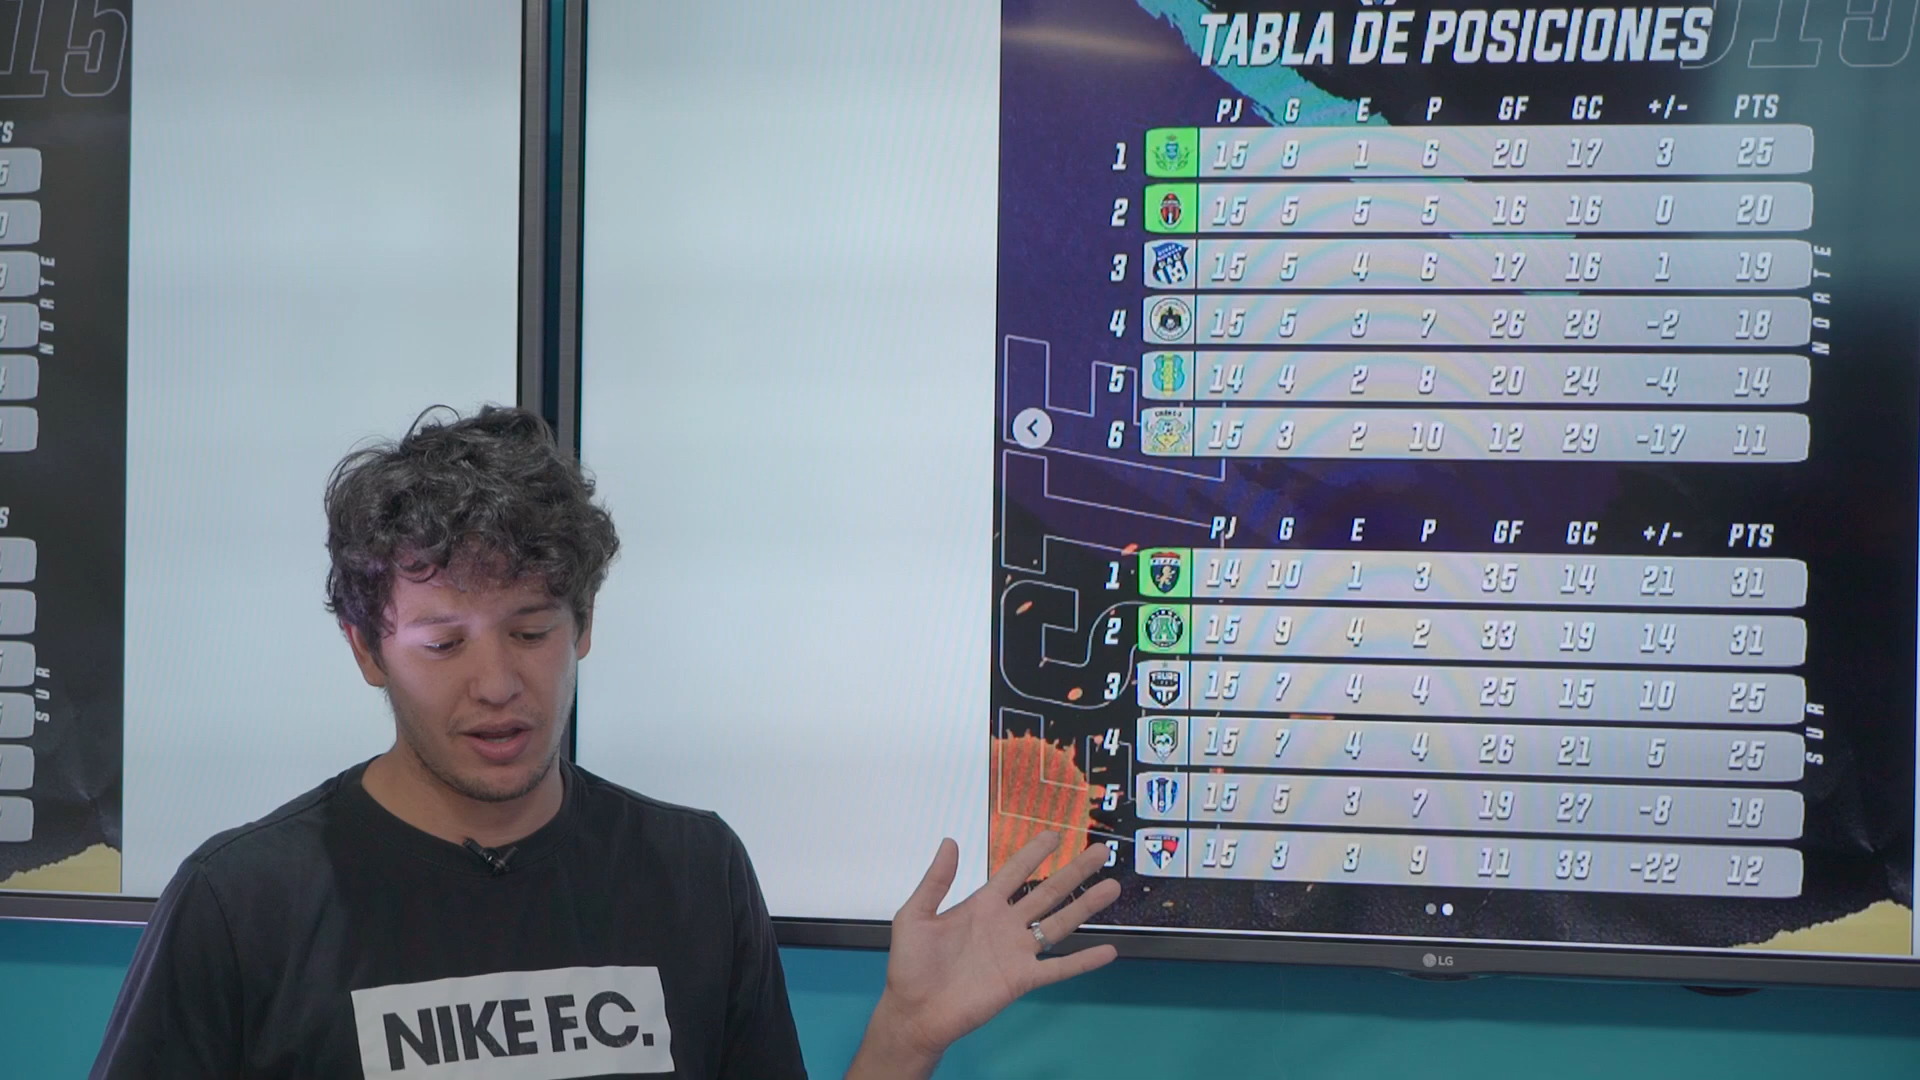 15
TABLA DE POSICIONES
PJ G E P GF GC +/- PTS
1 15 8 1 6 20 17 3 25
2 15 5 5 5 16 16 0 20
3 15 5 4 6 17 16 1 19
4 15 5 3 7 26 28 -2 18
5 14 4 2 8 20 24 -4 14
6 15 3 2 10 12 29 -17 11
NORTE
PJ G E P GF GC +/- PTS
1 PLAZA 14 10 1 3 35 14 21 31
2 15 9 4 2 33 19 14 31
3 TAURO 15 7 4 4 25 15 10 25
4 15 7 4 4 26 21 5 25
5 15 5 3 7 19 27 -8 18
6 15 3 3 9 11 33 -22 12
SUR
LG
NORTE
SUR
NIKE F.C.